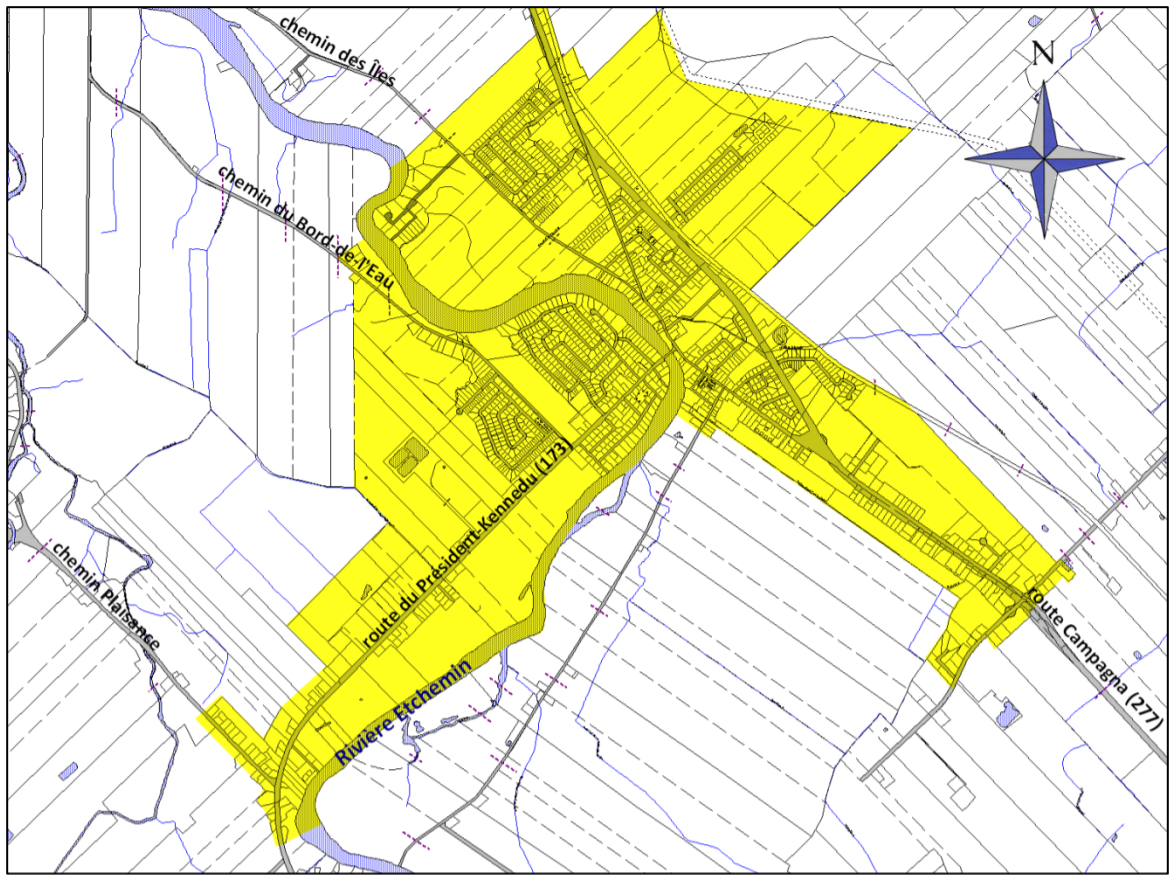 chemin des Îles
N
chemin du Bord-de-l'Eau
route du Président-Kennedu (173)
chemin Plaisance
Rivière Etchemin
route Campagna (277)